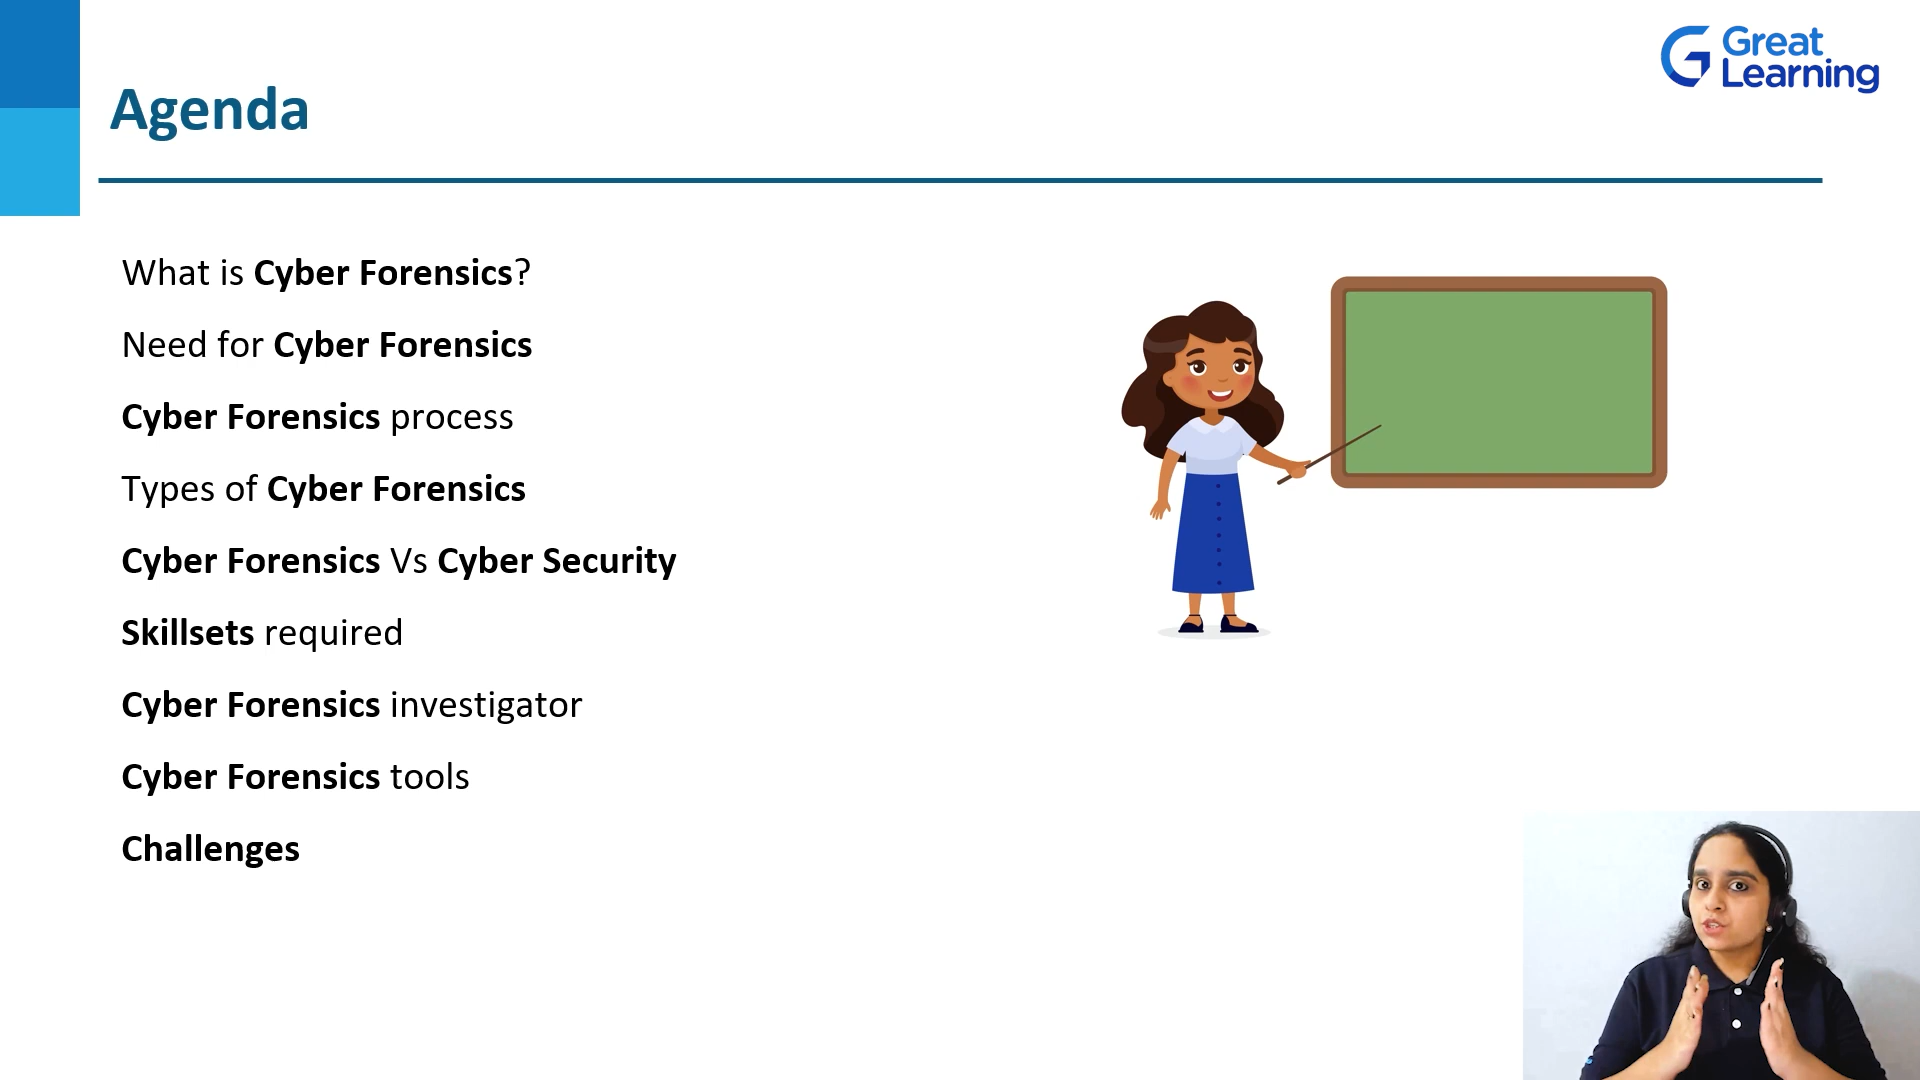 Great
Learning
Agenda
What is Cyber Forensics?
Need for Cyber Forensics
Cyber Forensics process
Types of Cyber Forensics
Cyber Forensics Vs Cyber Security
Skillsets required
Cyber Forensics investigator
Cyber Forensics tools
Challenges